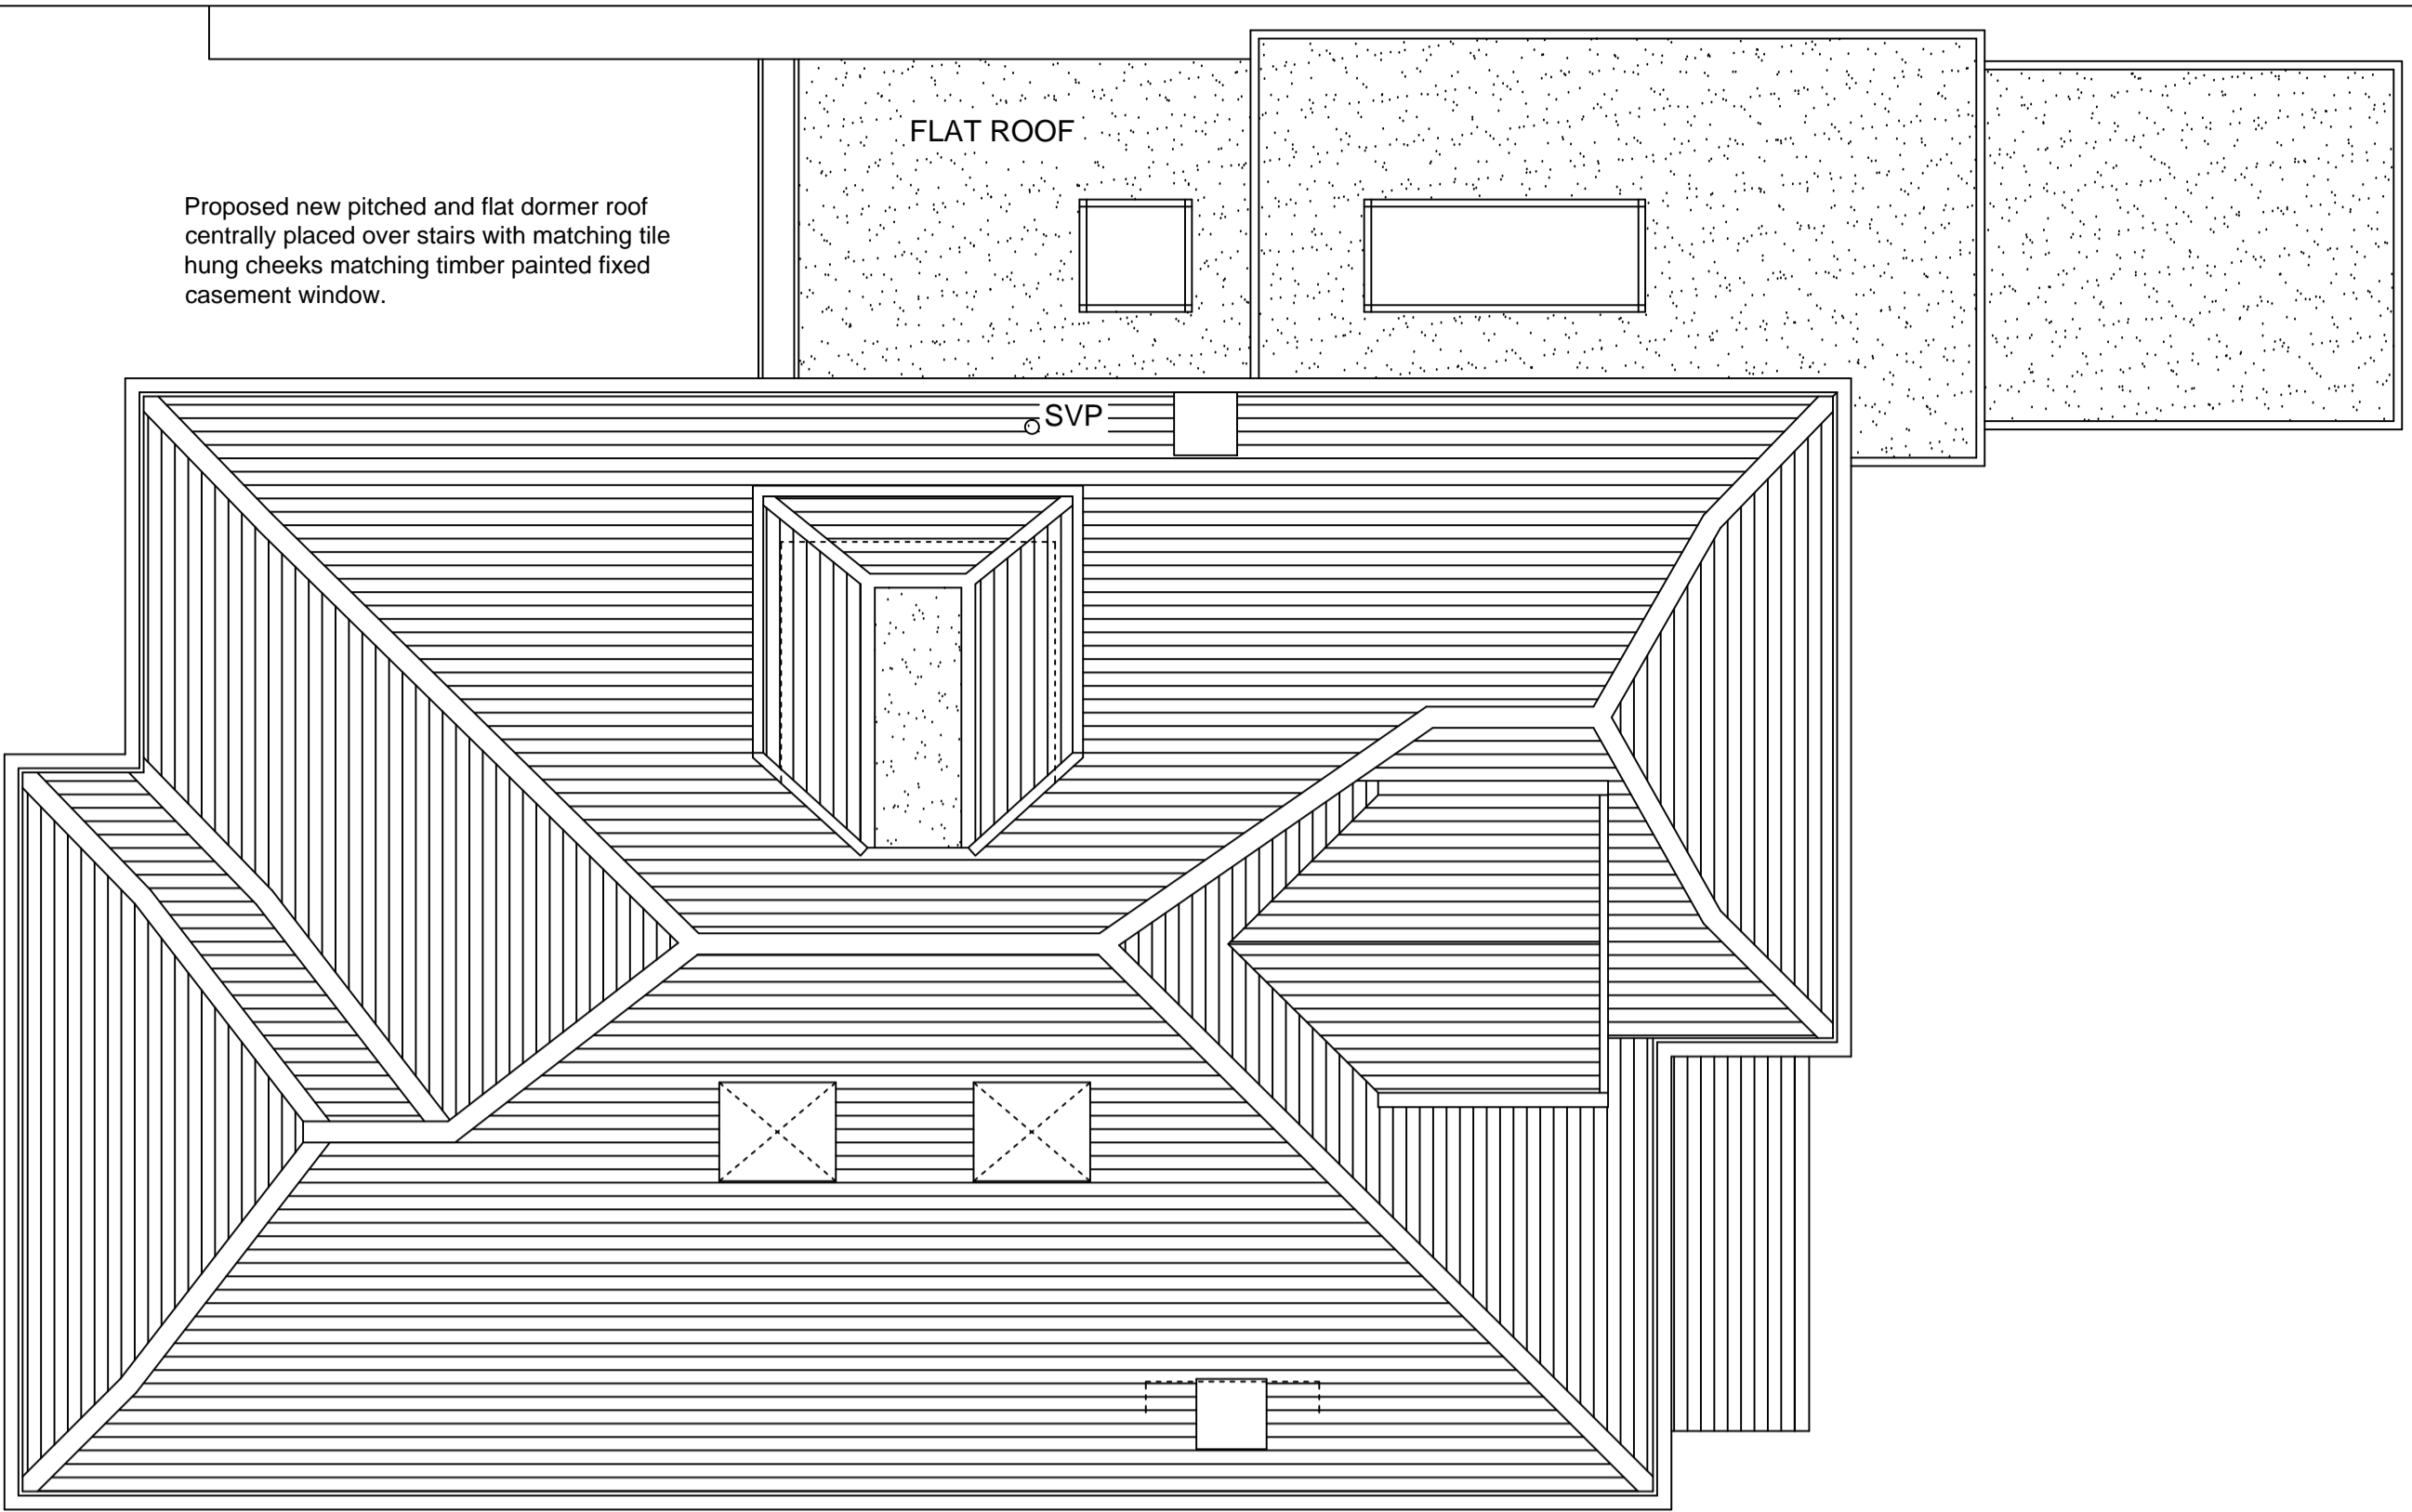 FLAT ROOF
Proposed new pitched and flat dormer roof
centrally placed over stairs with matching tile
hung cheeks matching timber painted fixed
casement window.
SVP